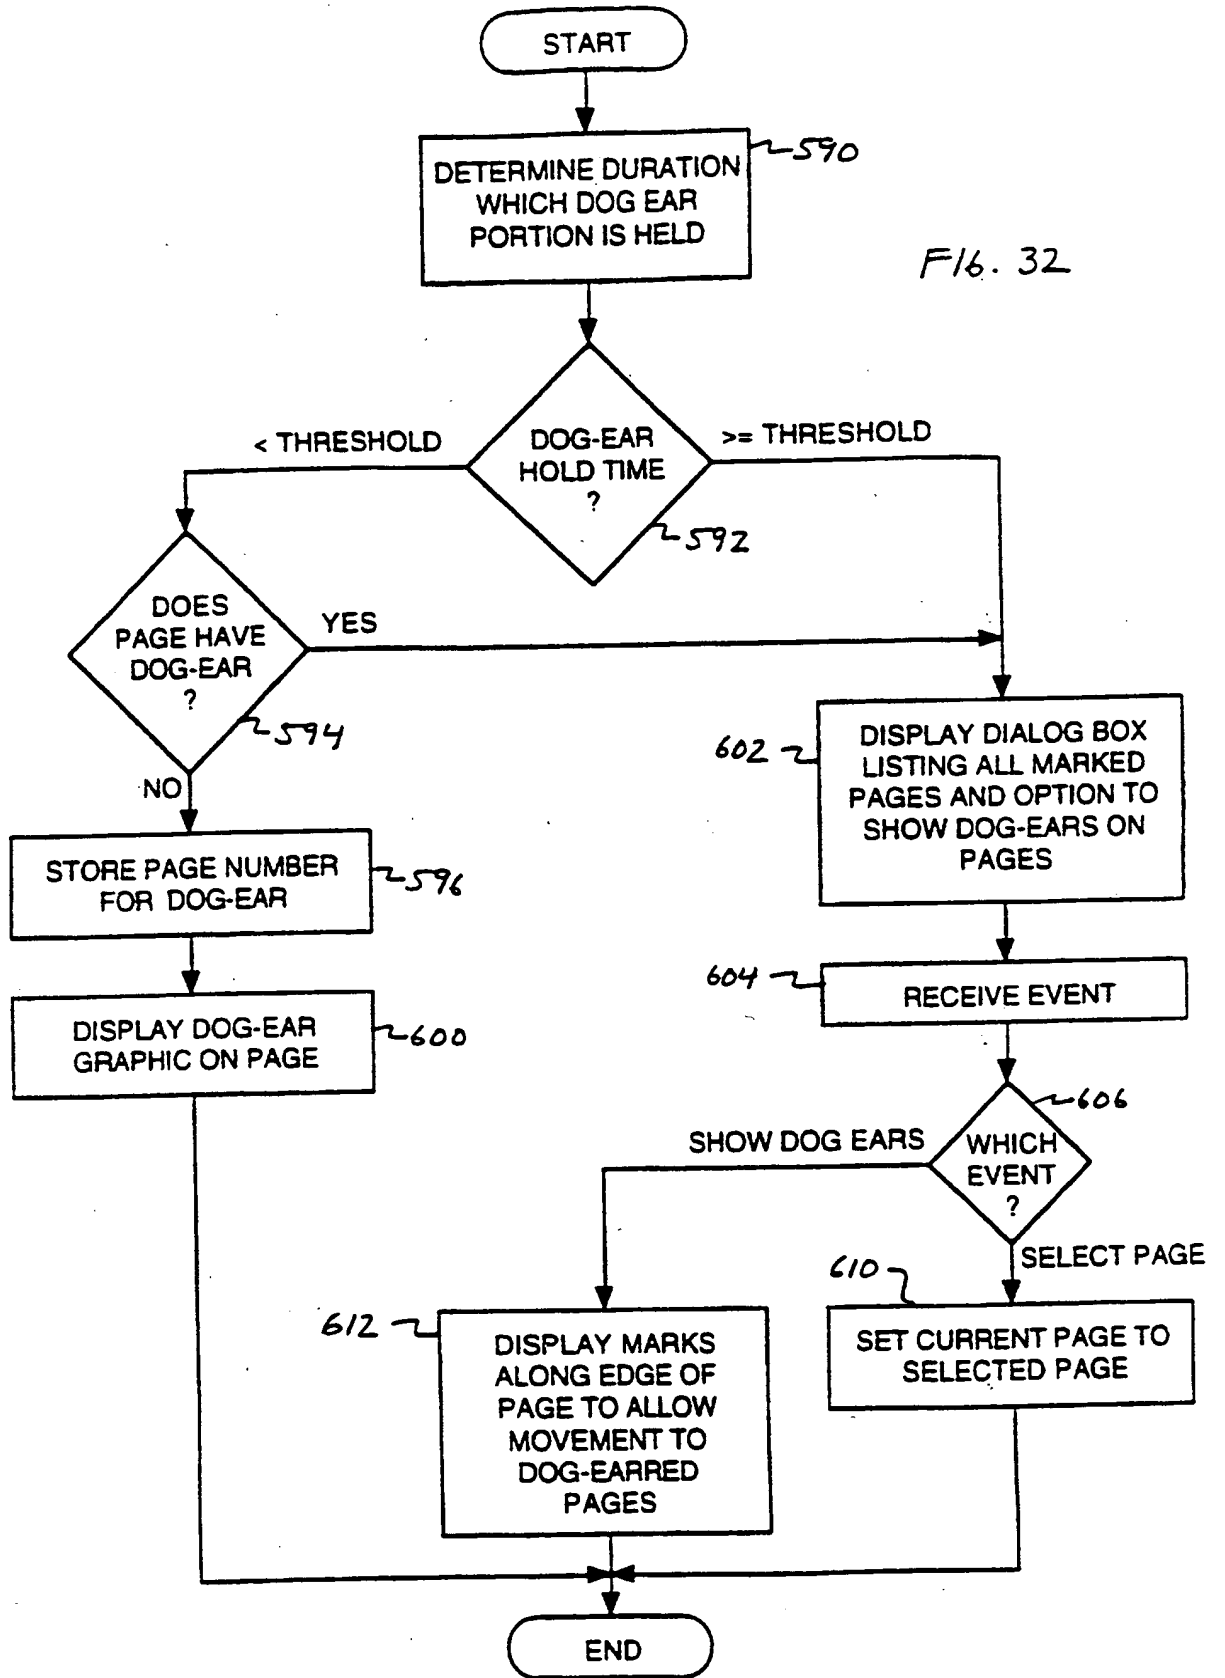 START
590
DETERMINE DURATION
WHICH DOG EAR
PORTION IS HELD
FIG. 32
< THRESHOLD
DOG-EAR
HOLD TIME
?
>= THRESHOLD
592
DOES
PAGE HAVE
DOG-EAR
?
YES
594
NO
602
DISPLAY DIALOG BOX
LISTING ALL MARKED
PAGES AND OPTION TO
SHOW DOG-EARS ON
PAGES
STORE PAGE NUMBER
FOR DOG-EAR
596
604
RECEIVE EVENT
DISPLAY DOG-EAR
GRAPHIC ON PAGE
600
606
SHOW DOG EARS
WHICH
EVENT
?
SELECT PAGE
610
SET CURRENT PAGE TO
SELECTED PAGE
612
DISPLAY MARKS
ALONG EDGE OF
PAGE TO ALLOW
MOVEMENT TO
DOG-EARRED
PAGES
END